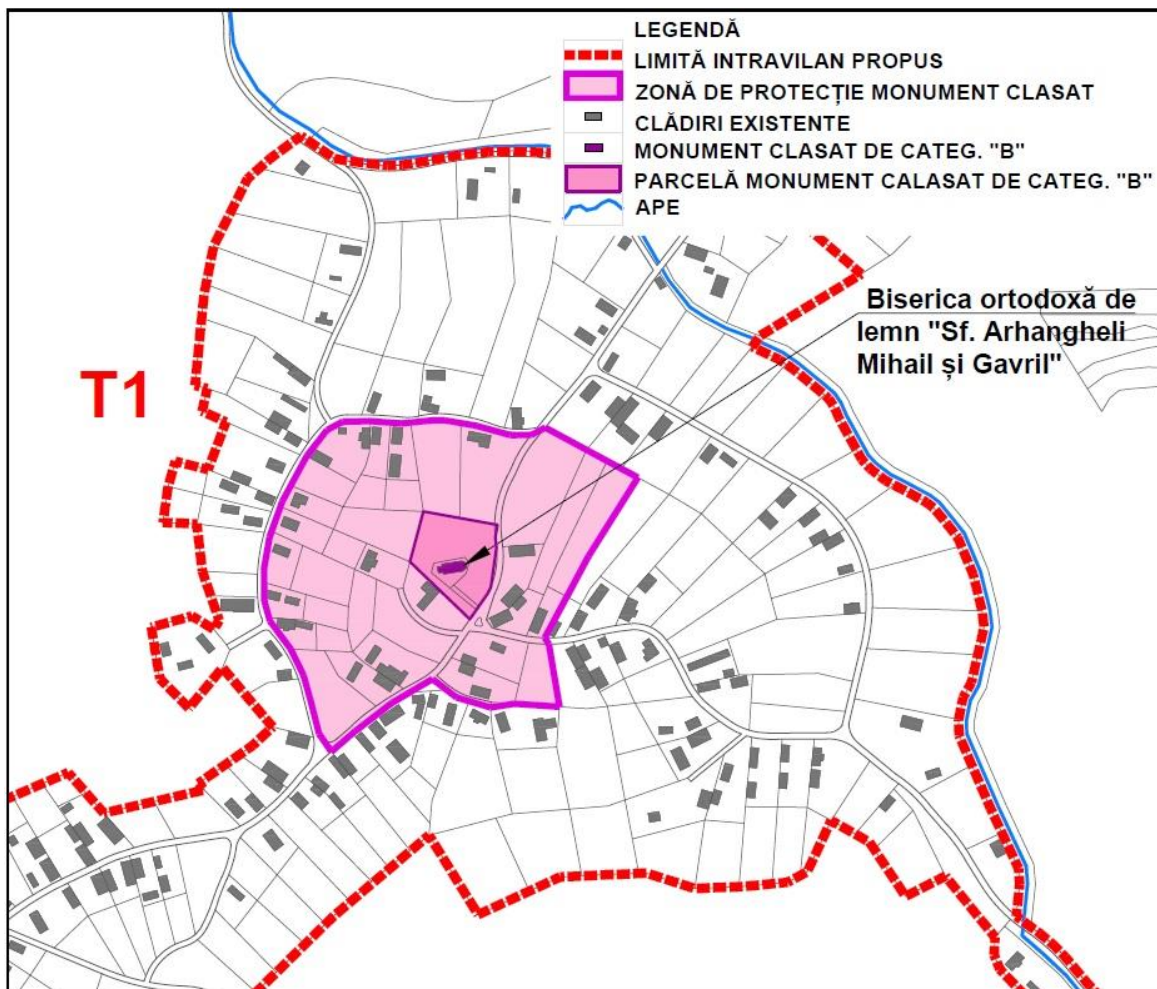 LEGENDĂ
LIMITĂ INTRAVILAN PROPUS
ZONĂ DE PROTECȚIE MONUMENT CLASAT
CLĂDIRI EXISTENTE
MONUMENT CLASAT DE CATEG. "B"
PARCELĂ MONUMENT CALASAT DE CATEG. "B"
APE
Biserica ortodoxă de
lemn "Sf. Arhangheli
Mihail și Gavril"
T1